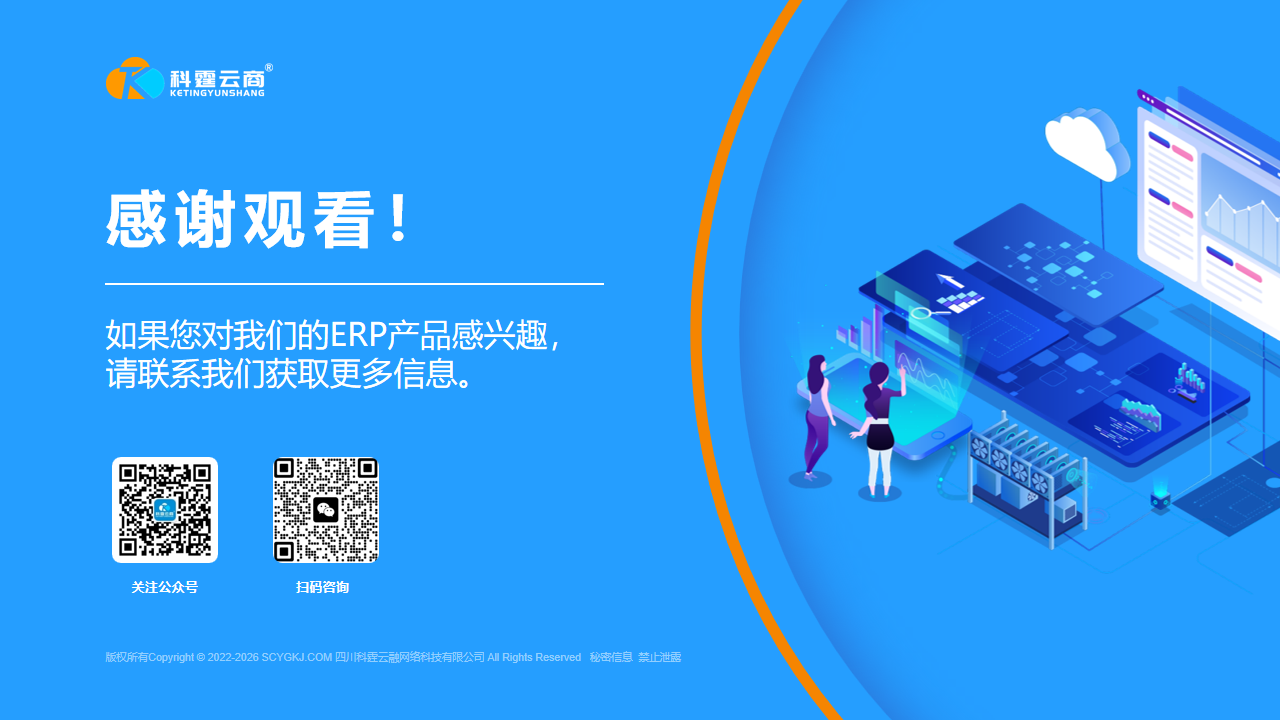 科霆云商®
KETINGYUNSHANG
感谢观看！
如果您对我们的ERP产品感兴趣，
请联系我们获取更多信息。
关注公众号
扫码咨询
版权所有Copyright © 2022-2026 SCYGKJ.COM 四川科霆云融网络科技有限公司 All Rights Reserved 秘密信息 禁止泄露